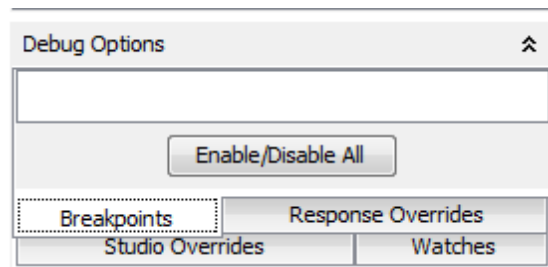 Debug Options
Enable/Disable All
Breakpoints Response Overrides
Studio Overrides Watches